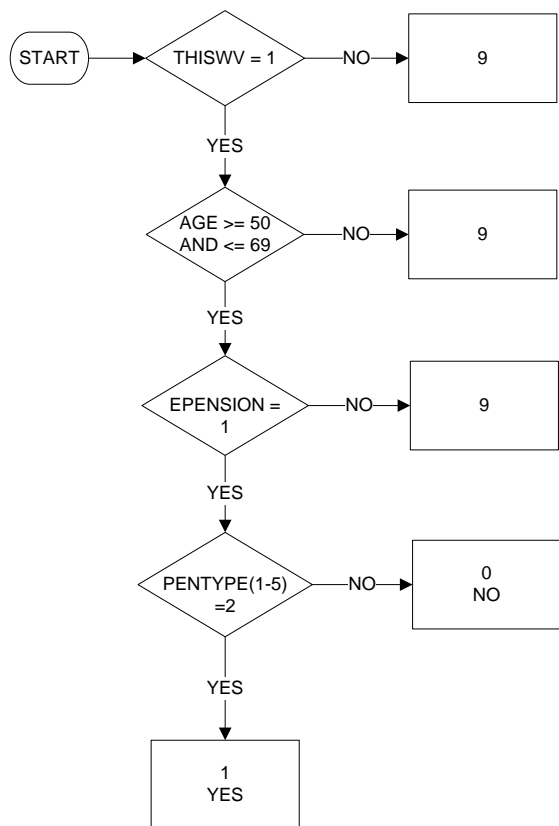 START
THISWV = 1
NO
9
YES
AGE >= 50
AND <= 69
NO
9
YES
EPENSION =
1
NO
9
YES
PENTYPE(1-5)
=2
NO
0
NO
YES
1
YES